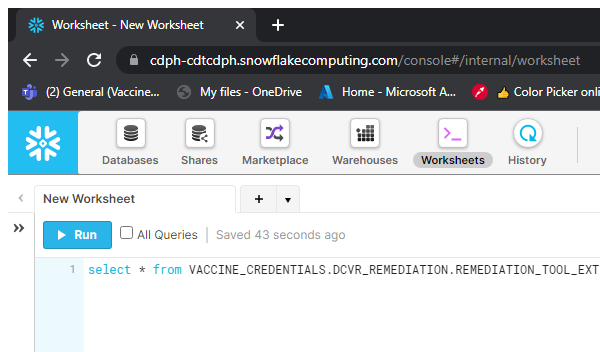 Worksheet - New Worksheet
cdph-cdtcdph.snowflakecomputing.com/console#/internal/worksheet
(2) General (Vaccine... My files - OneDrive Home - Microsoft A... Color Picker onli
Databases Shares Marketplace Warehouses Worksheets History
New Worksheet
Run All Queries Saved 43 seconds ago
1 select * from VACCINE_CREDENTIALS.DCVR_REMEDIATION.REMEDIATION_TOOL_EXT